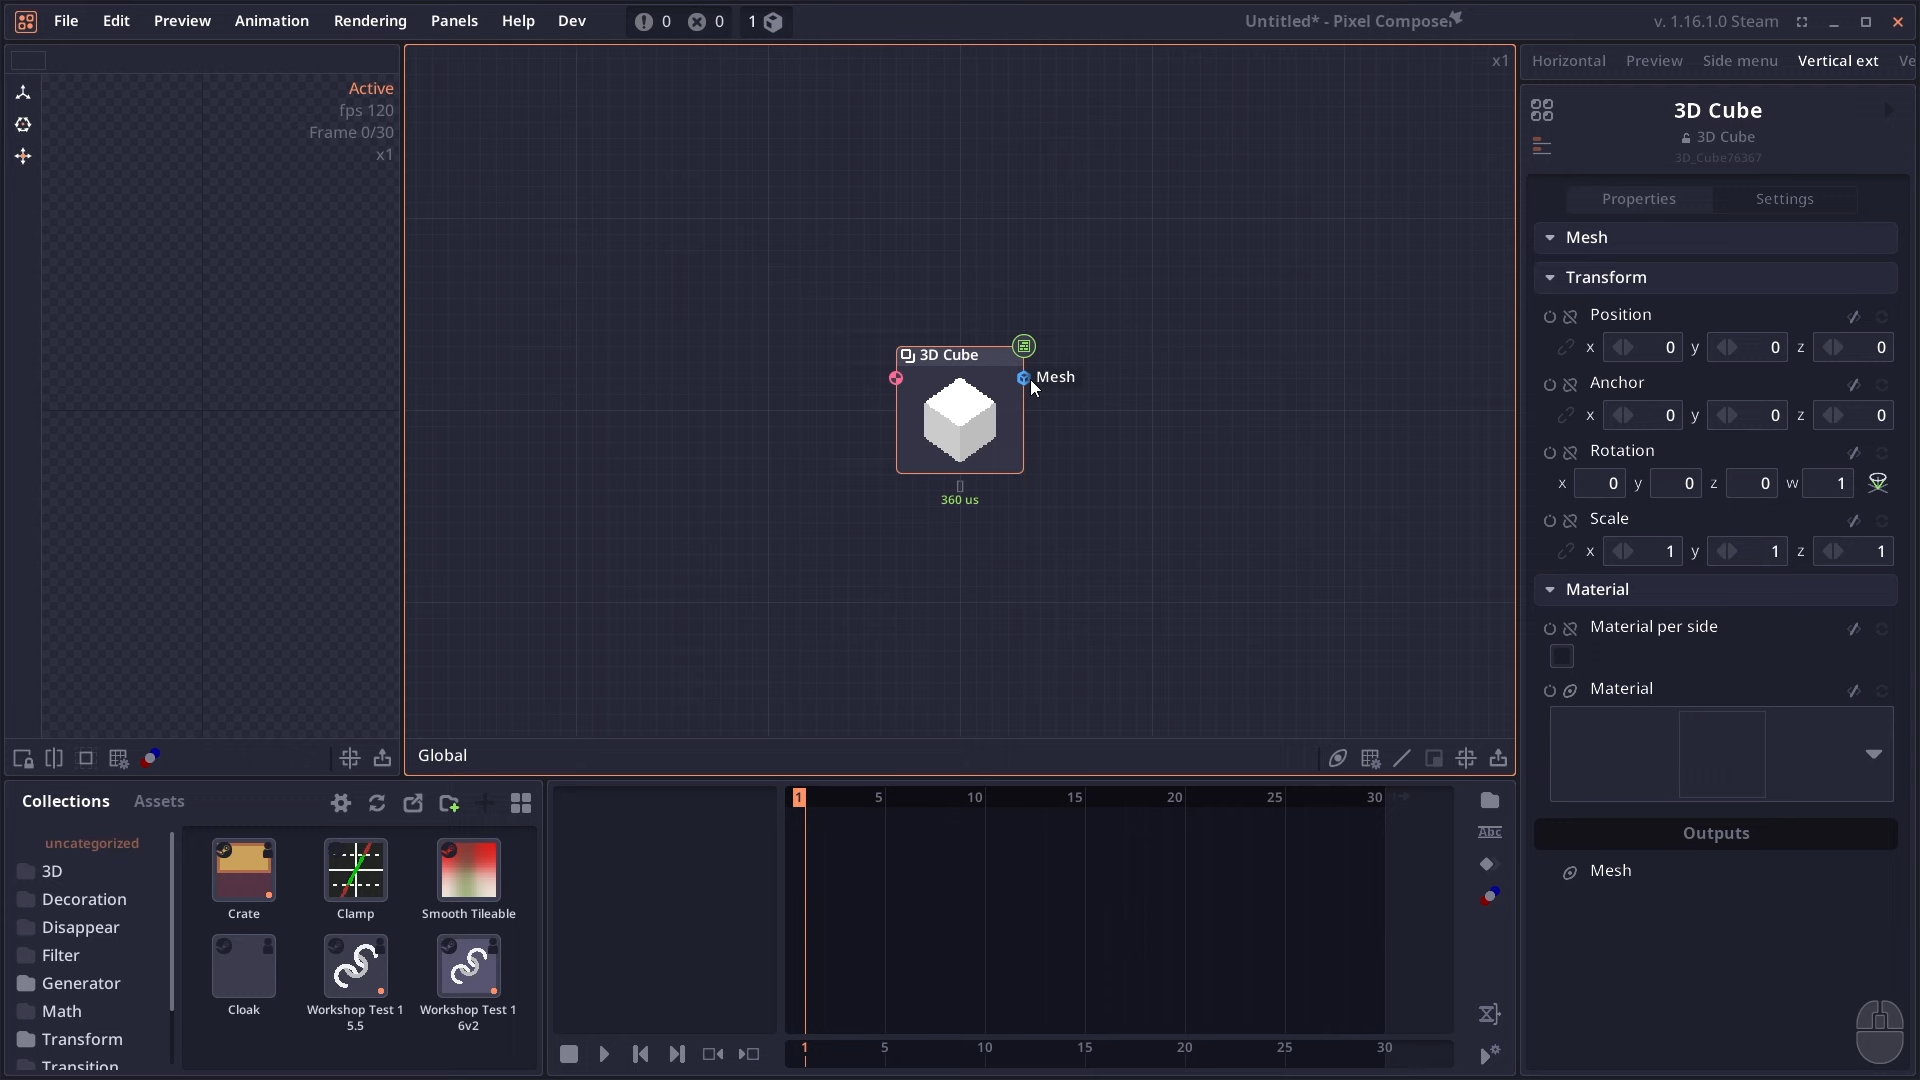 File Edit Preview Animation Rendering Panels Help Dev 0 0 1 Untitled* - Pixel Composer v. 1.16.1.0 Steam
Active
fps 120
Frame 0/30
x1
x1
3D Cube
Mesh
360 us
Global
Horizontal Preview Side menu Vertical ext Ve
3D Cube
3D Cube
3D_Cube76367
Properties Settings
Mesh
Transform
Position
x 0 y 0 z 0
Anchor
x 0 y 0 z 0
Rotation
x 0 y 0 z 0 w 1
Scale
x 1 y 1 z 1
Material
Material per side
Material
Outputs
Mesh
Collections Assets
uncategorized
3D
Decoration
Disappear
Filter
Generator
Math
Transform
Transition
Crate
Clamp
Smooth Tileable
Cloak
Workshop Test 1
5.5
Workshop Test 1
6v2
1 5 10 15 20 25 30
Abc
1 5 10 15 20 25 30